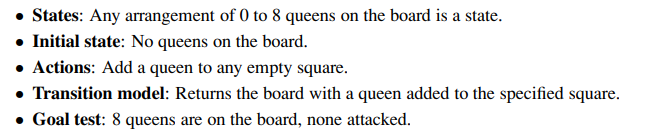 • States: Any arrangement of 0 to 8 queens on the board is a state.
• Initial state: No queens on the board.
• Actions: Add a queen to any empty square.
• Transition model: Returns the board with a queen added to the specified square.
• Goal test: 8 queens are on the board, none attacked.